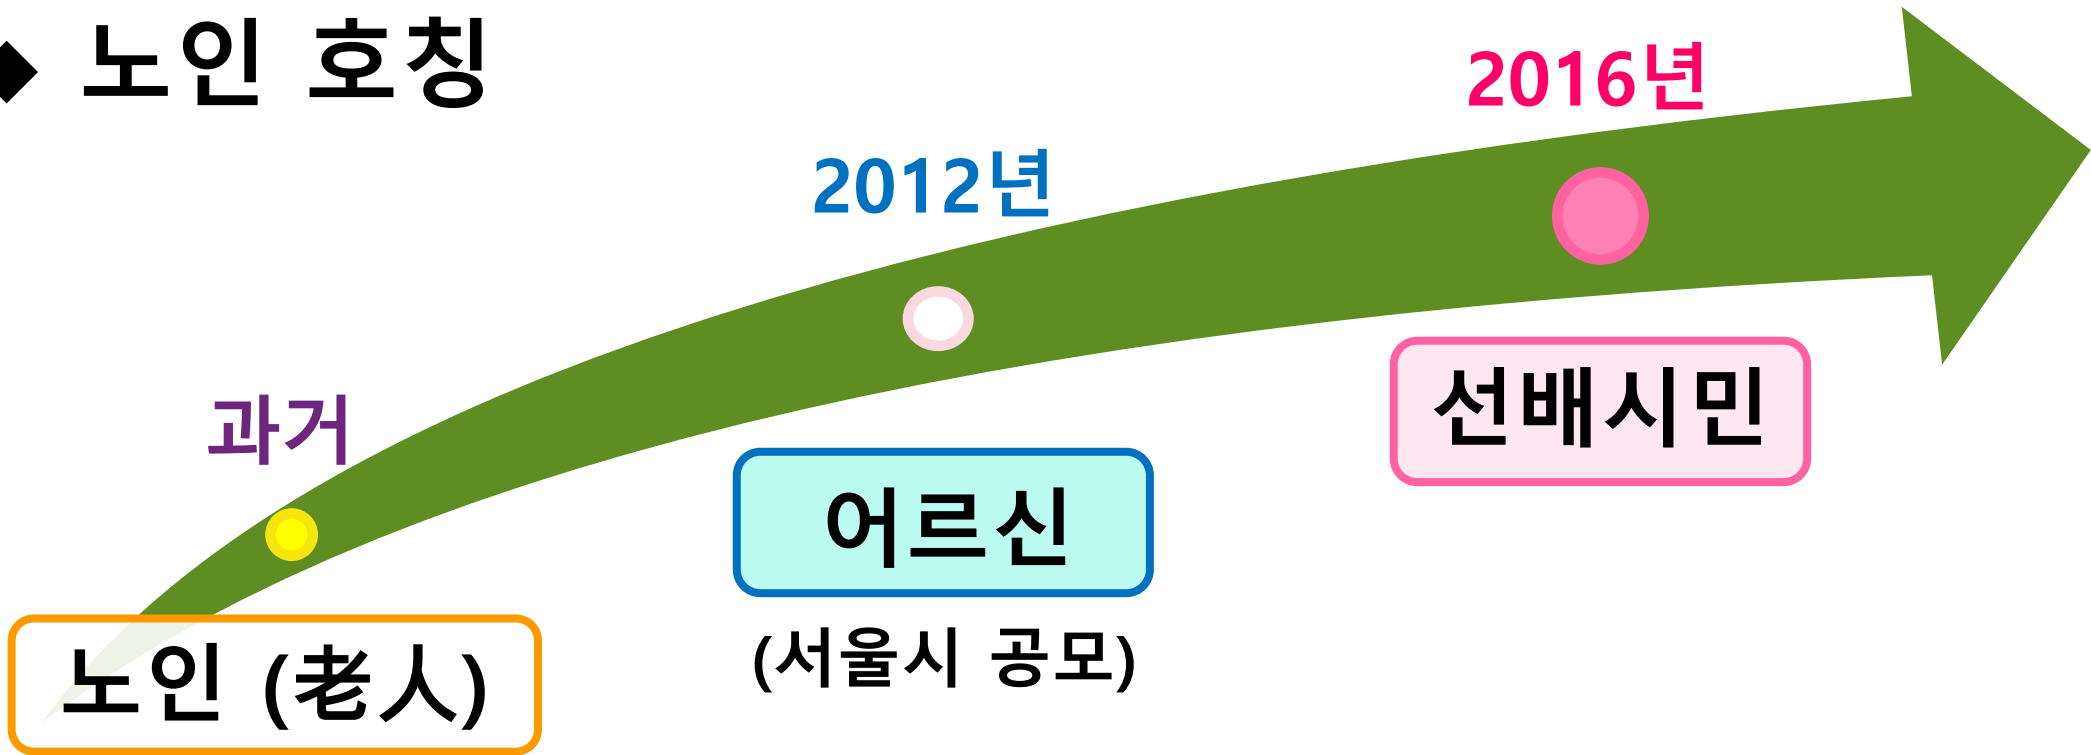 ◆ 노인 호칭
과거
노인 (老人)
2012년
어르신
(서울시 공모)
2016년
선배시민